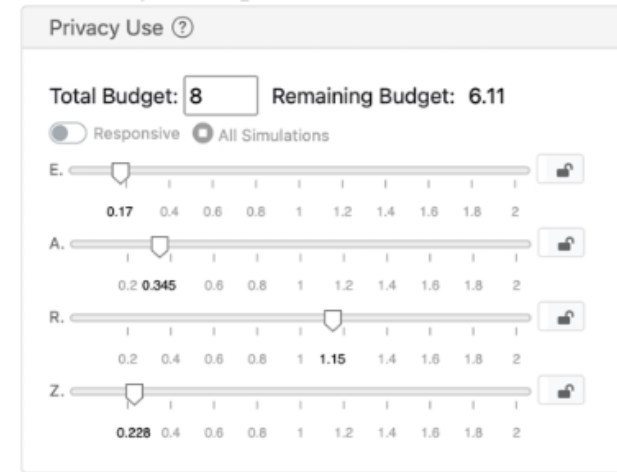 Privacy Use ?
Total Budget: 8 Remaining Budget: 6.11
Responsive All Simulations
E.
0.17 0.4 0.6 0.8 1 1.2 1.4 1.6 1.8 2
A.
0.2 0.345 0.6 0.8 1 1.2 1.4 1.6 1.8 2
R.
0.2 0.4 0.6 0.8 1 1.15 1.4 1.6 1.8 2
Z.
0.228 0.4 0.6 0.8 1 1.2 1.4 1.6 1.8 2